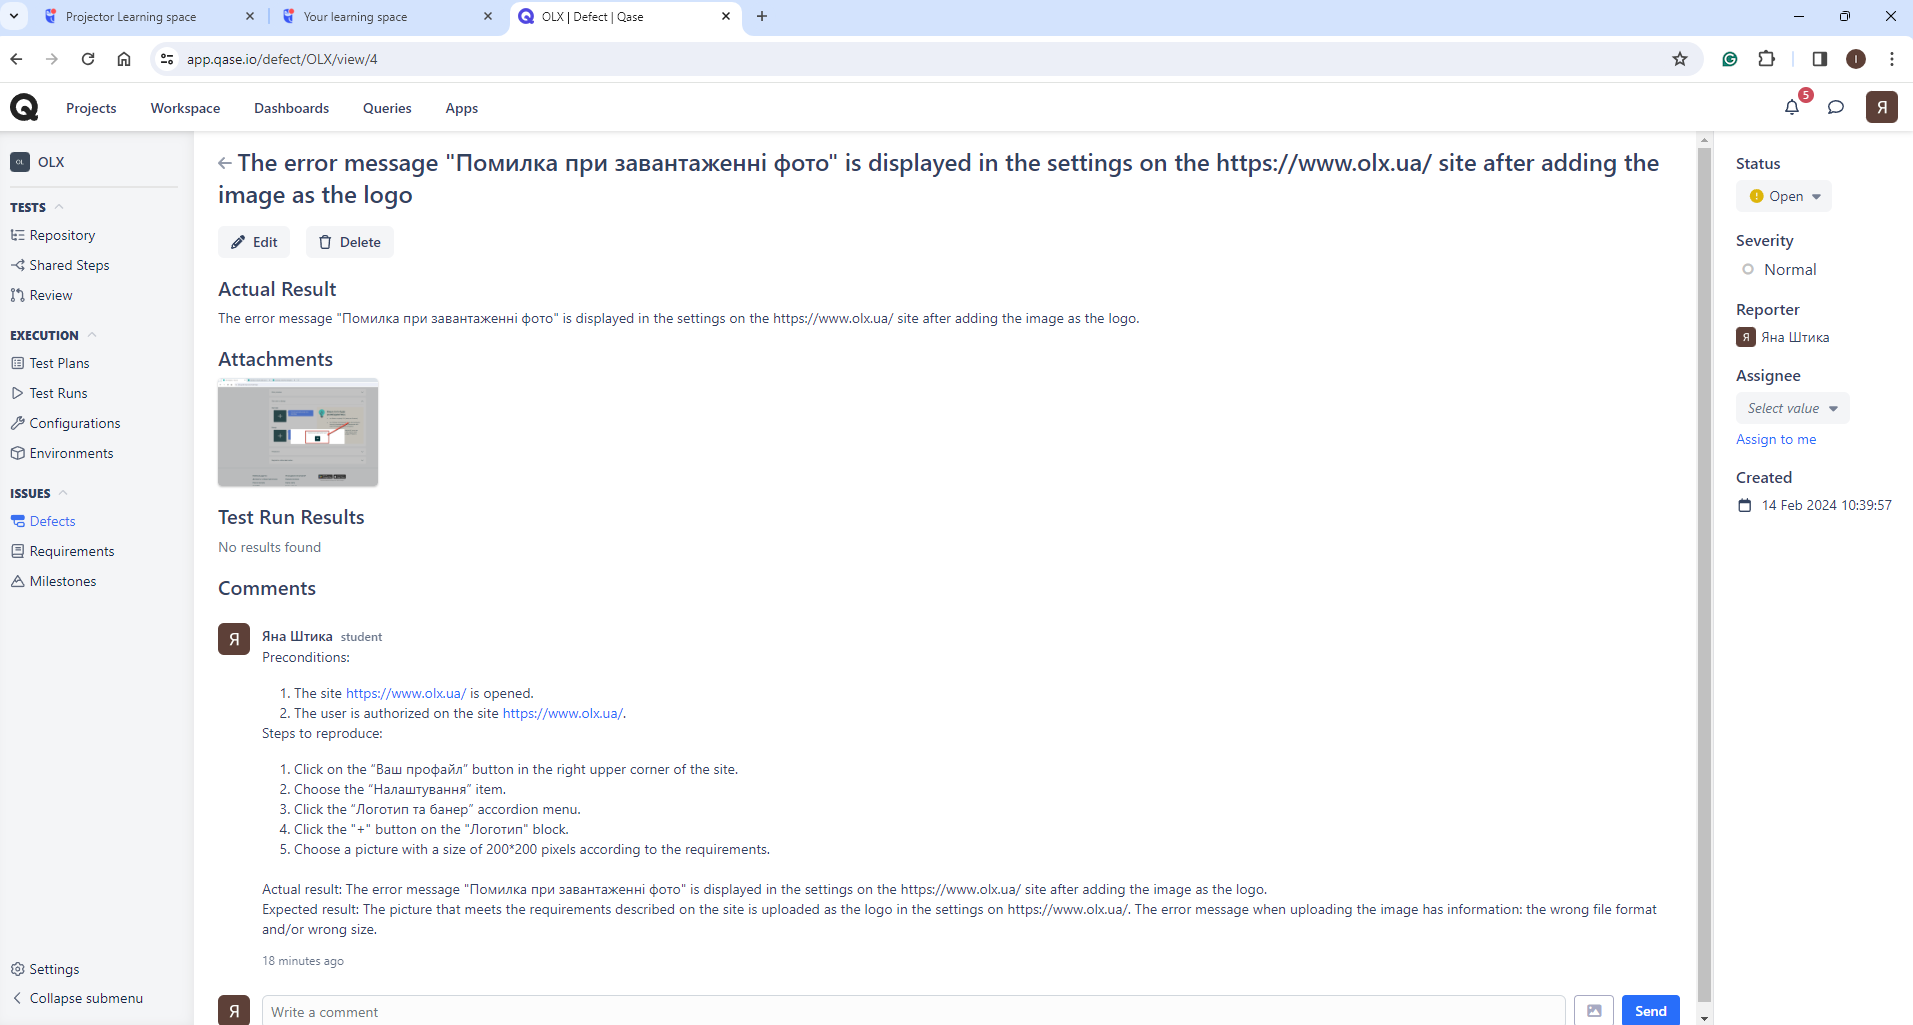 Projector Learning space
Your learning space
OLX | Defect | Qase
app.qase.io/defect/OLX/view/4
Projects
Workspace
Dashboards
Queries
Apps
5
Я
OL
OLX
TESTS
Repository
Shared Steps
Review
EXECUTION
Test Plans
Test Runs
Configurations
Environments
ISSUES
Defects
Requirements
Milestones
Settings
Collapse submenu
The error message "Помилка при завантаженні фото" is displayed in the settings on the https://www.olx.ua/ site after adding the
image as the logo
Edit
Delete
Actual Result
The error message "Помилка при завантаженні фото" is displayed in the settings on the https://www.olx.ua/ site after adding the image as the logo.
Attachments
Test Run Results
No results found
Comments
Я
Яна Штика student
Preconditions:
1. The site https://www.olx.ua/ is opened.
2. The user is authorized on the site https://www.olx.ua/.
Steps to reproduce:
1. Click on the “Ваш профайл” button in the right upper corner of the site.
2. Choose the “Налаштування” item.
3. Click the “Логотип та банер” accordion menu.
4. Click the "+" button on the "Логотип" block.
5. Choose a picture with a size of 200*200 pixels according to the requirements.
Actual result: The error message "Помилка при завантаженні фото" is displayed in the settings on the https://www.olx.ua/ site after adding the image as the logo.
Expected result: The picture that meets the requirements described on the site is uploaded as the logo in the settings on https://www.olx.ua/. The error message when uploading the image has information: the wrong file format
and/or wrong size.
18 minutes ago
Я
Write a comment
Send
Status
Open
Severity
Normal
Reporter
Я Яна Штика
Assignee
Select value
Assign to me
Created
14 Feb 2024 10:39:57